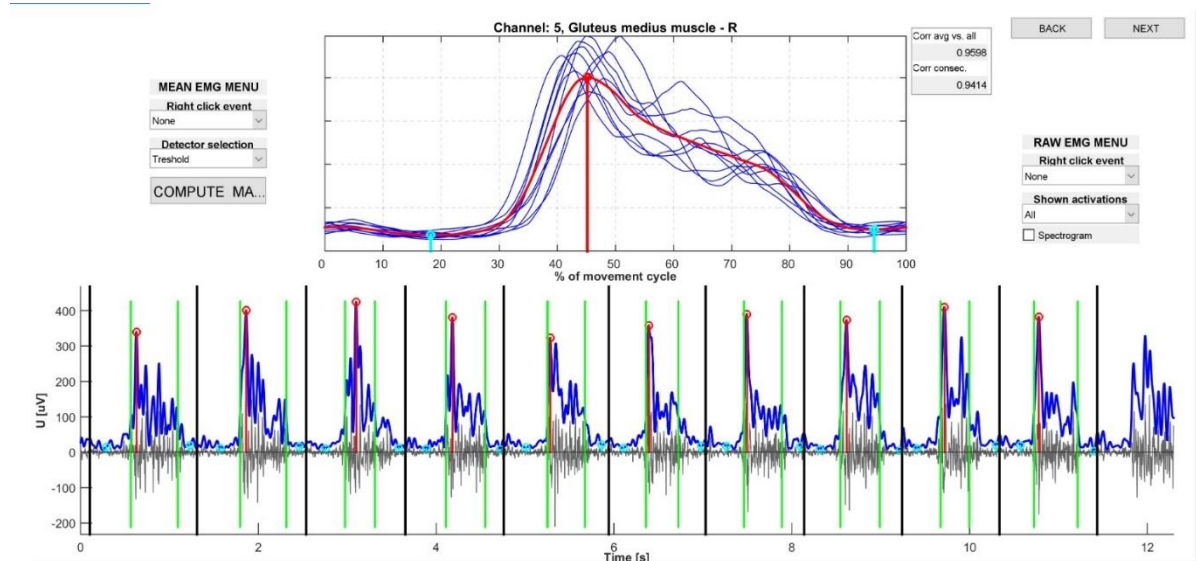 Channel: 5, Gluteus medius muscle - R
Corr avg vs. all
0.9598
Corr consec.
0.9414
BACK
NEXT
MEAN EMG MENU
Right click event
None
Detector selection
Treshold
COMPUTE MA...
RAW EMG MENU
Right click event
None
Shown activations
All
Spectrogram
0 10 20 30 40 50 60 70 80 90 100
% of movement cycle
U [uV]
400
300
200
100
0
-100
-200
0 2 4 6 8 10 12
Time [s]